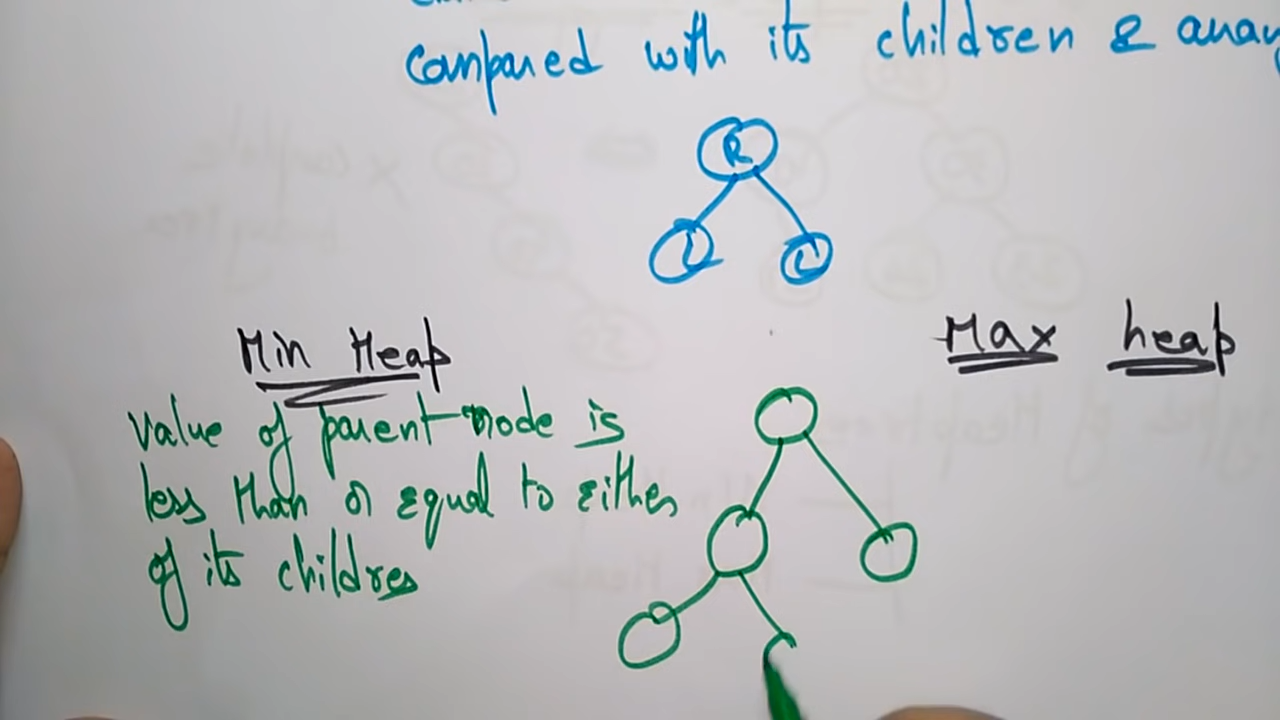 compared with its children &
R
L C
Min Heap
Max heap
Value of parent node is
less than or equal to either
of its children